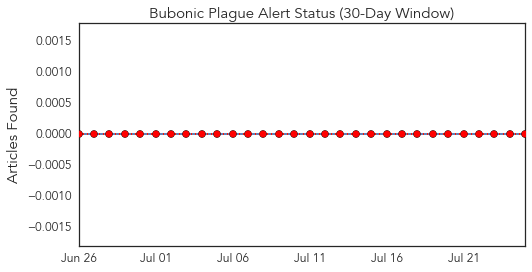 Bubonic Plague Alert Status (30-Day Window)
Articles Found
0.0015
0.0010
0.0005
0.0000
−0.0005
−0.0010
−0.0015
Jun 26 Jul 01 Jul 06 Jul 11 Jul 16 Jul 21